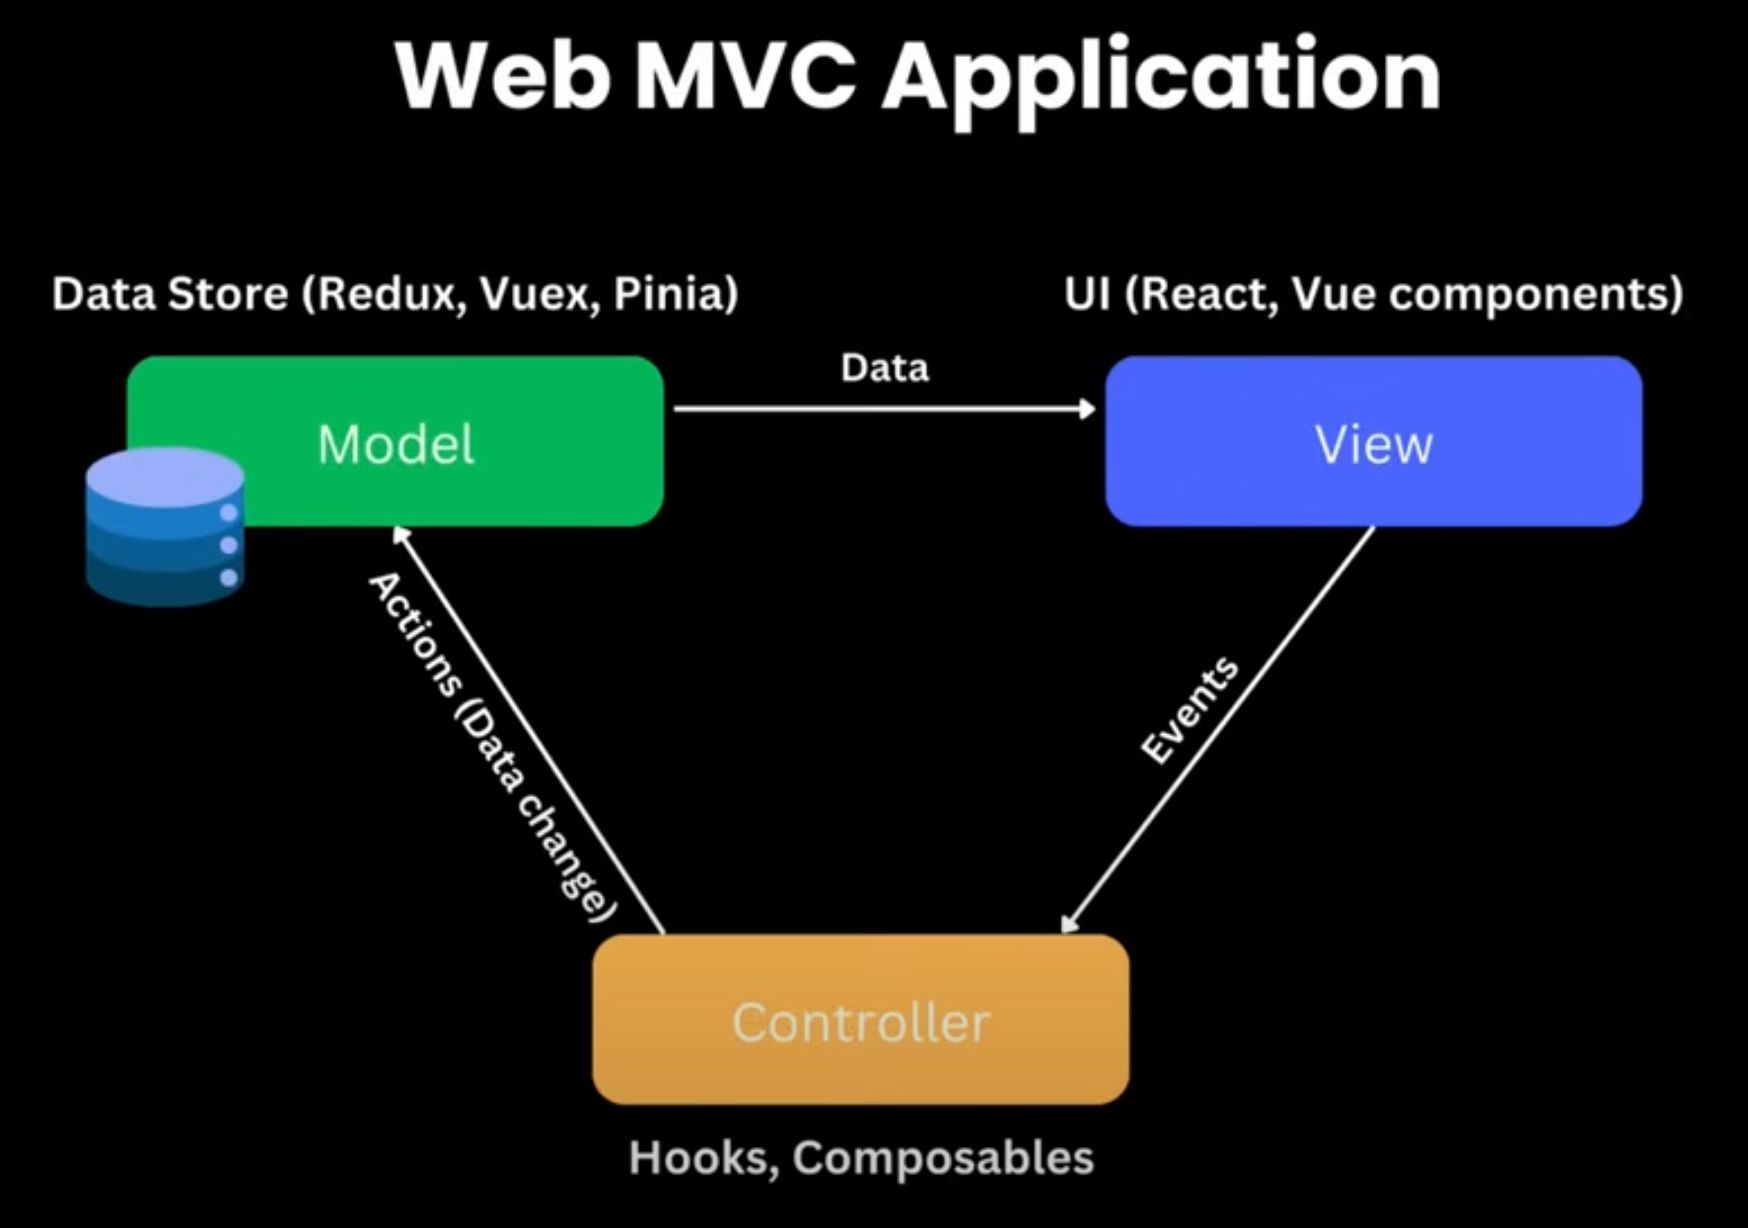 Web MVC Application
Data Store (Redux, Vuex, Pinia)
UI (React, Vue components)
Data
Model
View
Actions (Data change)
Events
Controller
Hooks, Composables